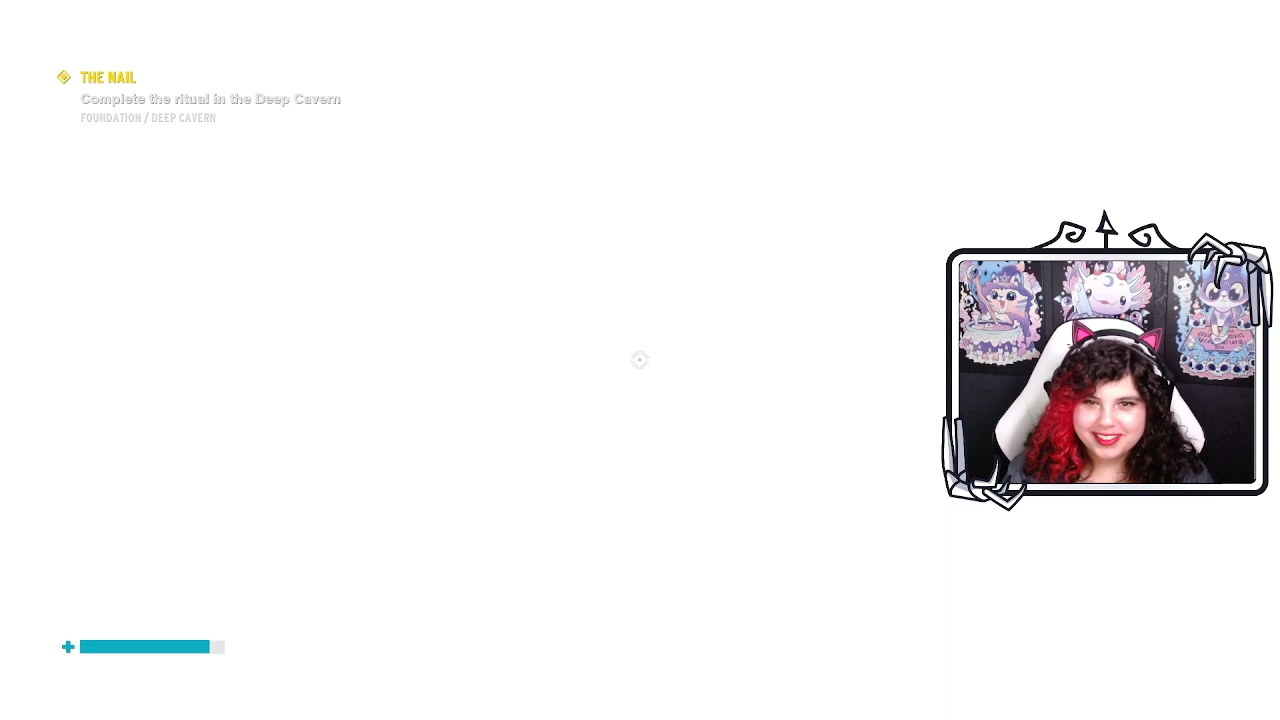 THE NAIL
Complete the ritual in the Deep Cavern
FOUNDATION / DEEP CAVERN